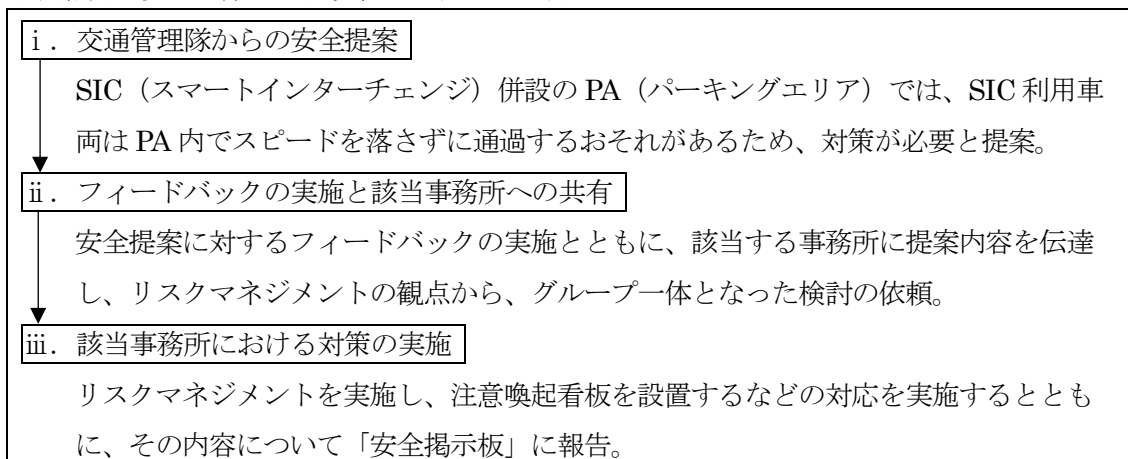 ⅰ．交通管理隊からの安全提案
SIC（スマートインターチェンジ）併設の PA（パーキングエリア）では、SIC 利用車
両は PA 内でスピードを落さずに通過するおそれがあるため、対策が必要と提案。
ⅱ．フィードバックの実施と該当事務所への共有
安全提案に対するフィードバックの実施とともに、該当する事務所に提案内容を伝達
し、リスクマネジメントの観点から、グループ一体となった検討の依頼。
ⅲ．該当事務所における対策の実施
リスクマネジメントを実施し、注意喚起看板を設置するなどの対応を実施するととも
に、その内容について「安全掲示板」に報告。